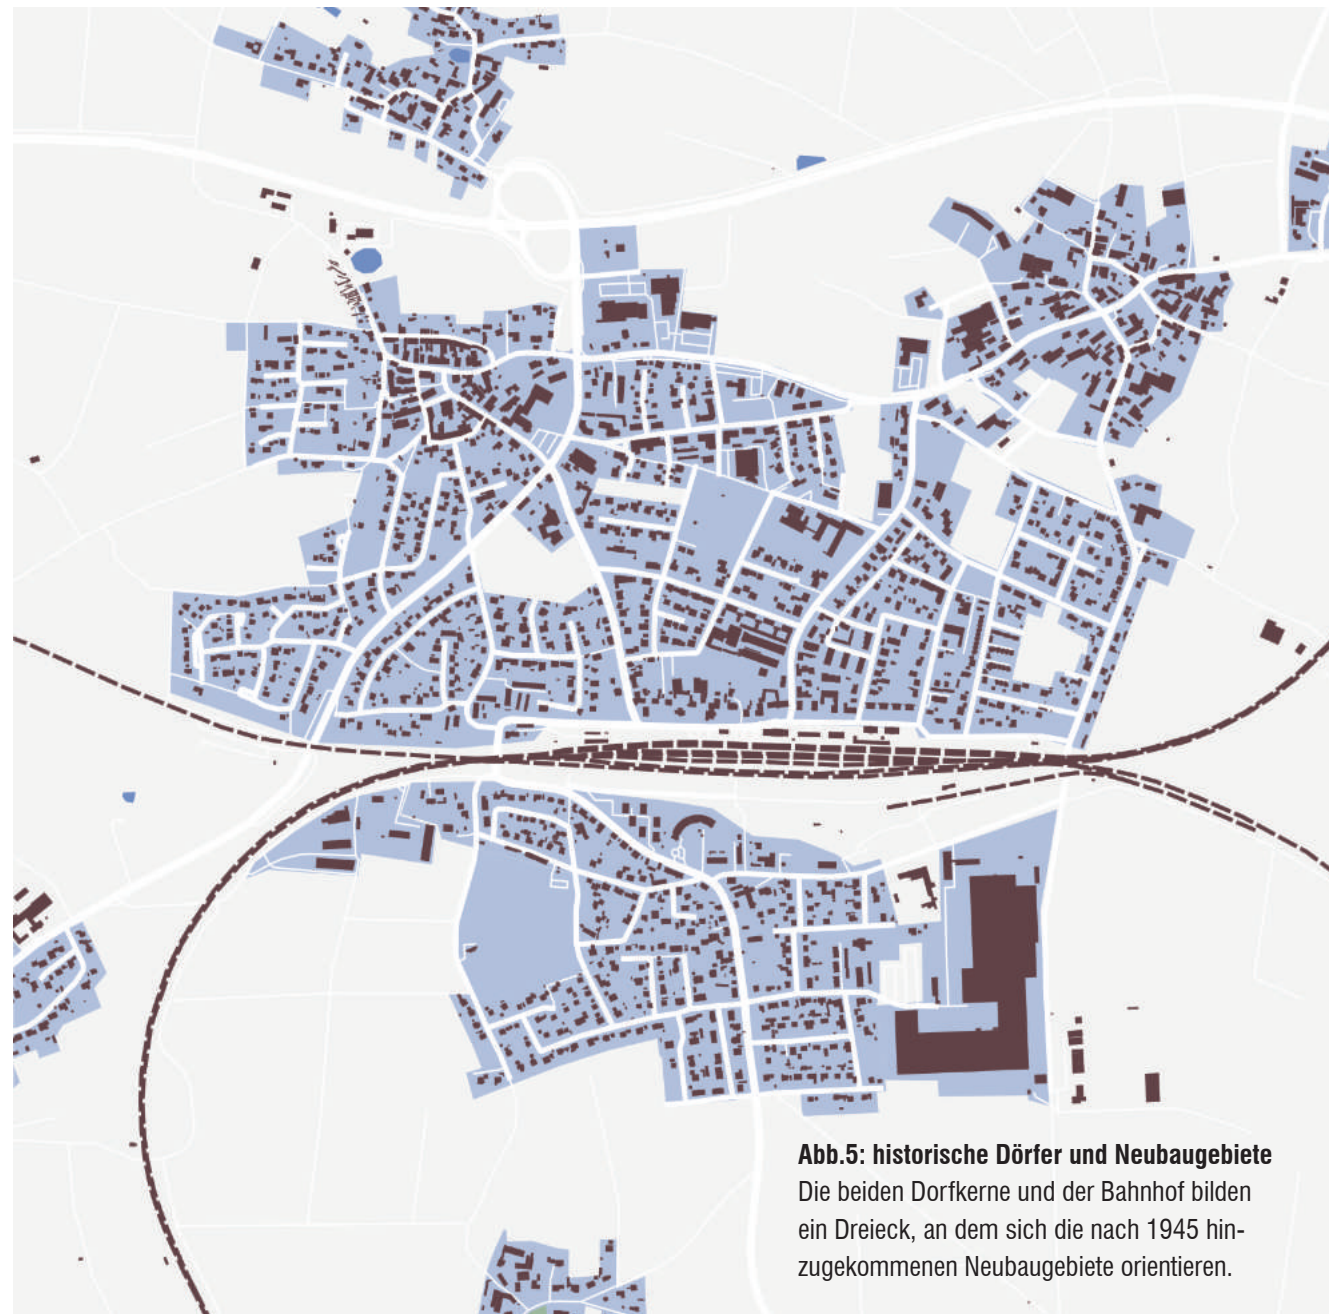 Abb.5: historische Dörfer und Neubaugebiete
Die beiden Dorfkerne und der Bahnhof bilden
ein Dreieck, an dem sich die nach 1945 hin-
zugekommenen Neubaugebiete orientieren.